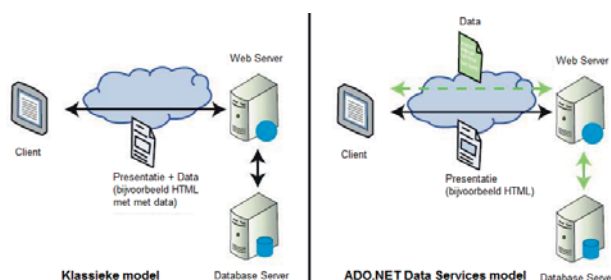 Web Server
Client
Presentatie + Data
(bijvoorbeeld HTML
met met data)
Database Server
Klassieke model
Data
Web Server
Client
Presentatie
(bijvoorbeeld HTML)
Database Server
ADO.NET Data Services model